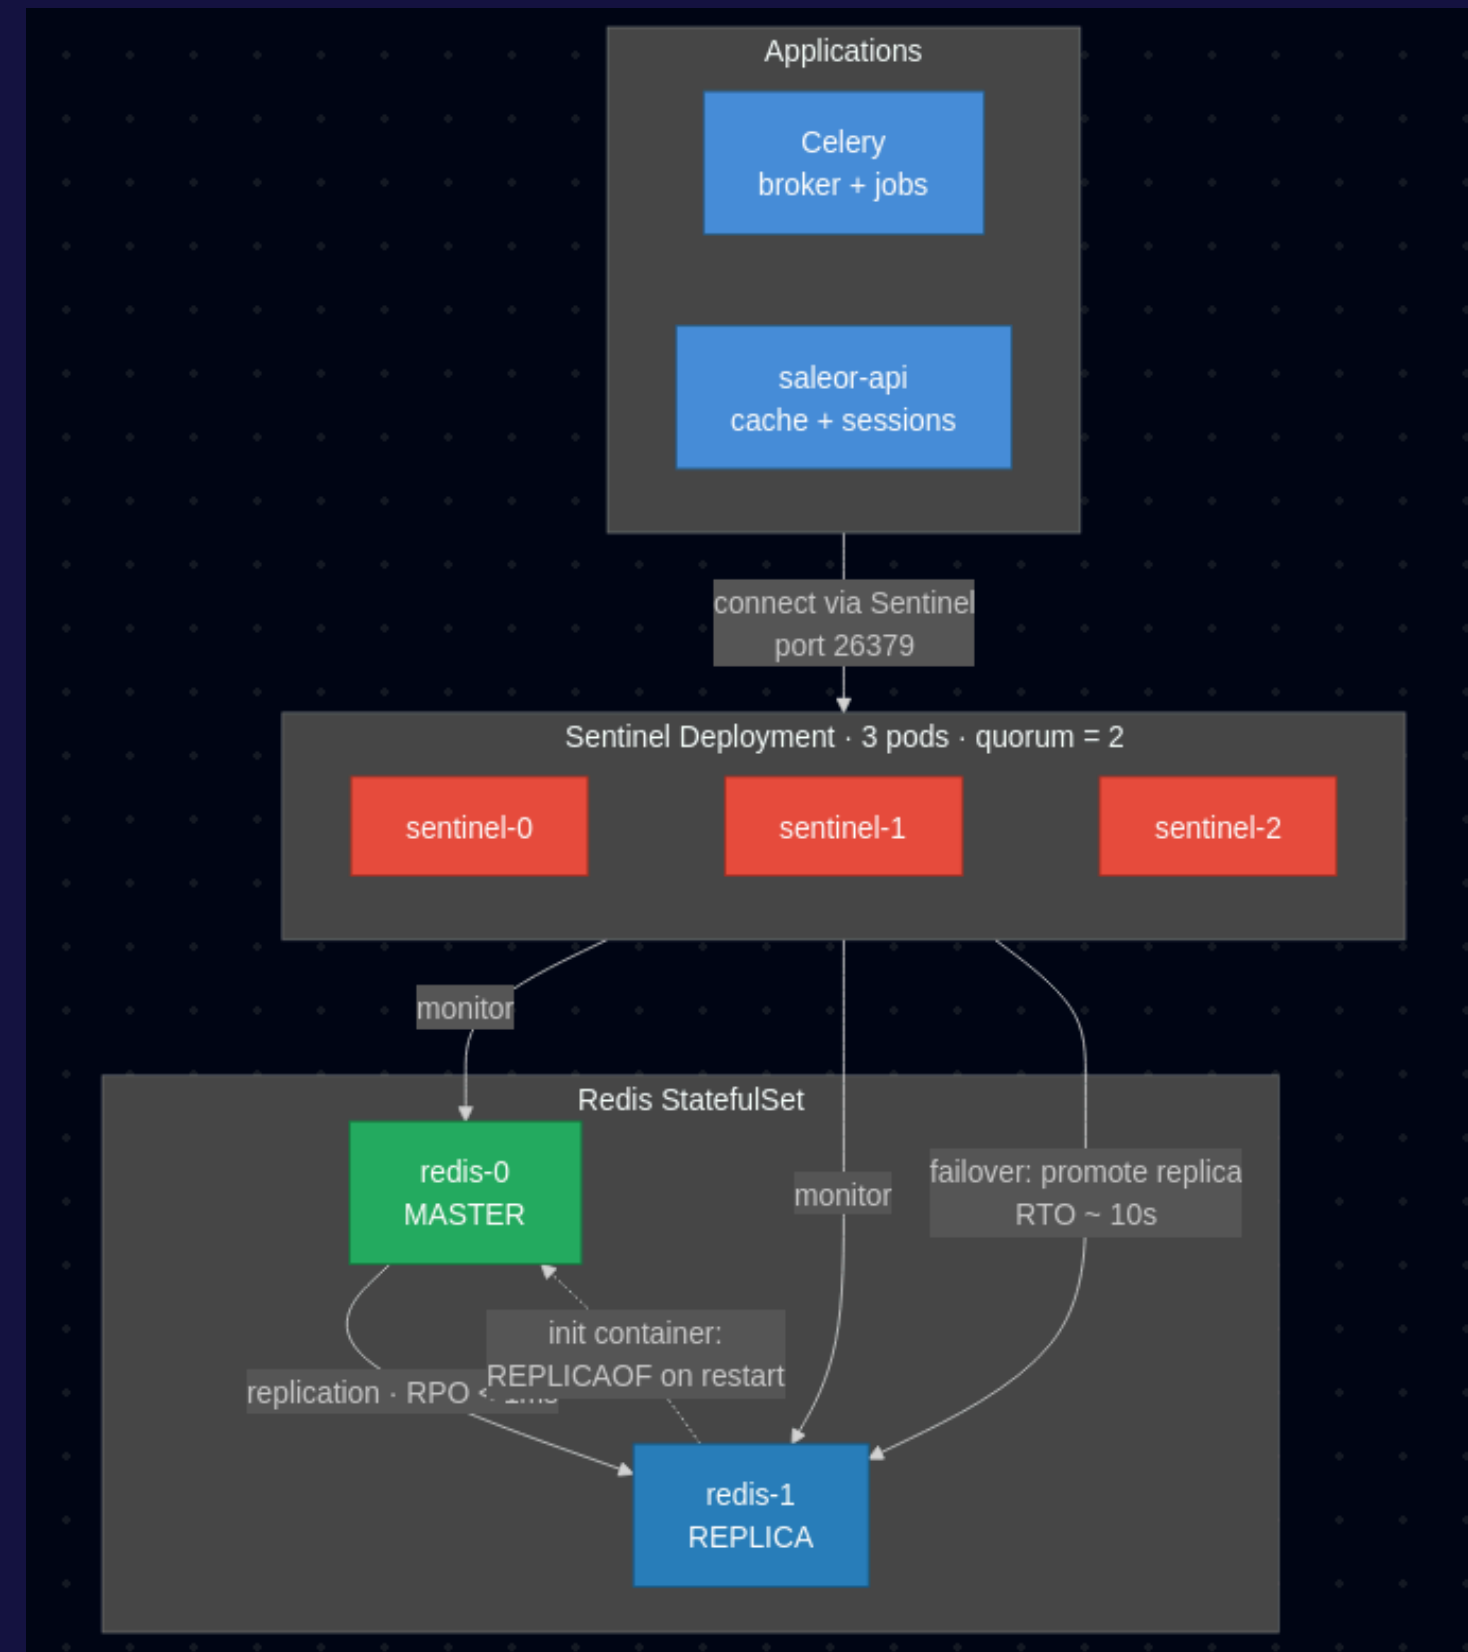 Applications
Celery
broker + jobs
saleor-api
cache + sessions
connect via Sentinel
port 26379
Sentinel Deployment · 3 pods · quorum = 2
sentinel-0
sentinel-1
sentinel-2
monitor
Redis StatefulSet
redis-0
MASTER
monitor
failover: promote replica
RTO ~ 10s
init container:
REPLICAOF on restart
replication · RPO <
redis-1
REPLICA